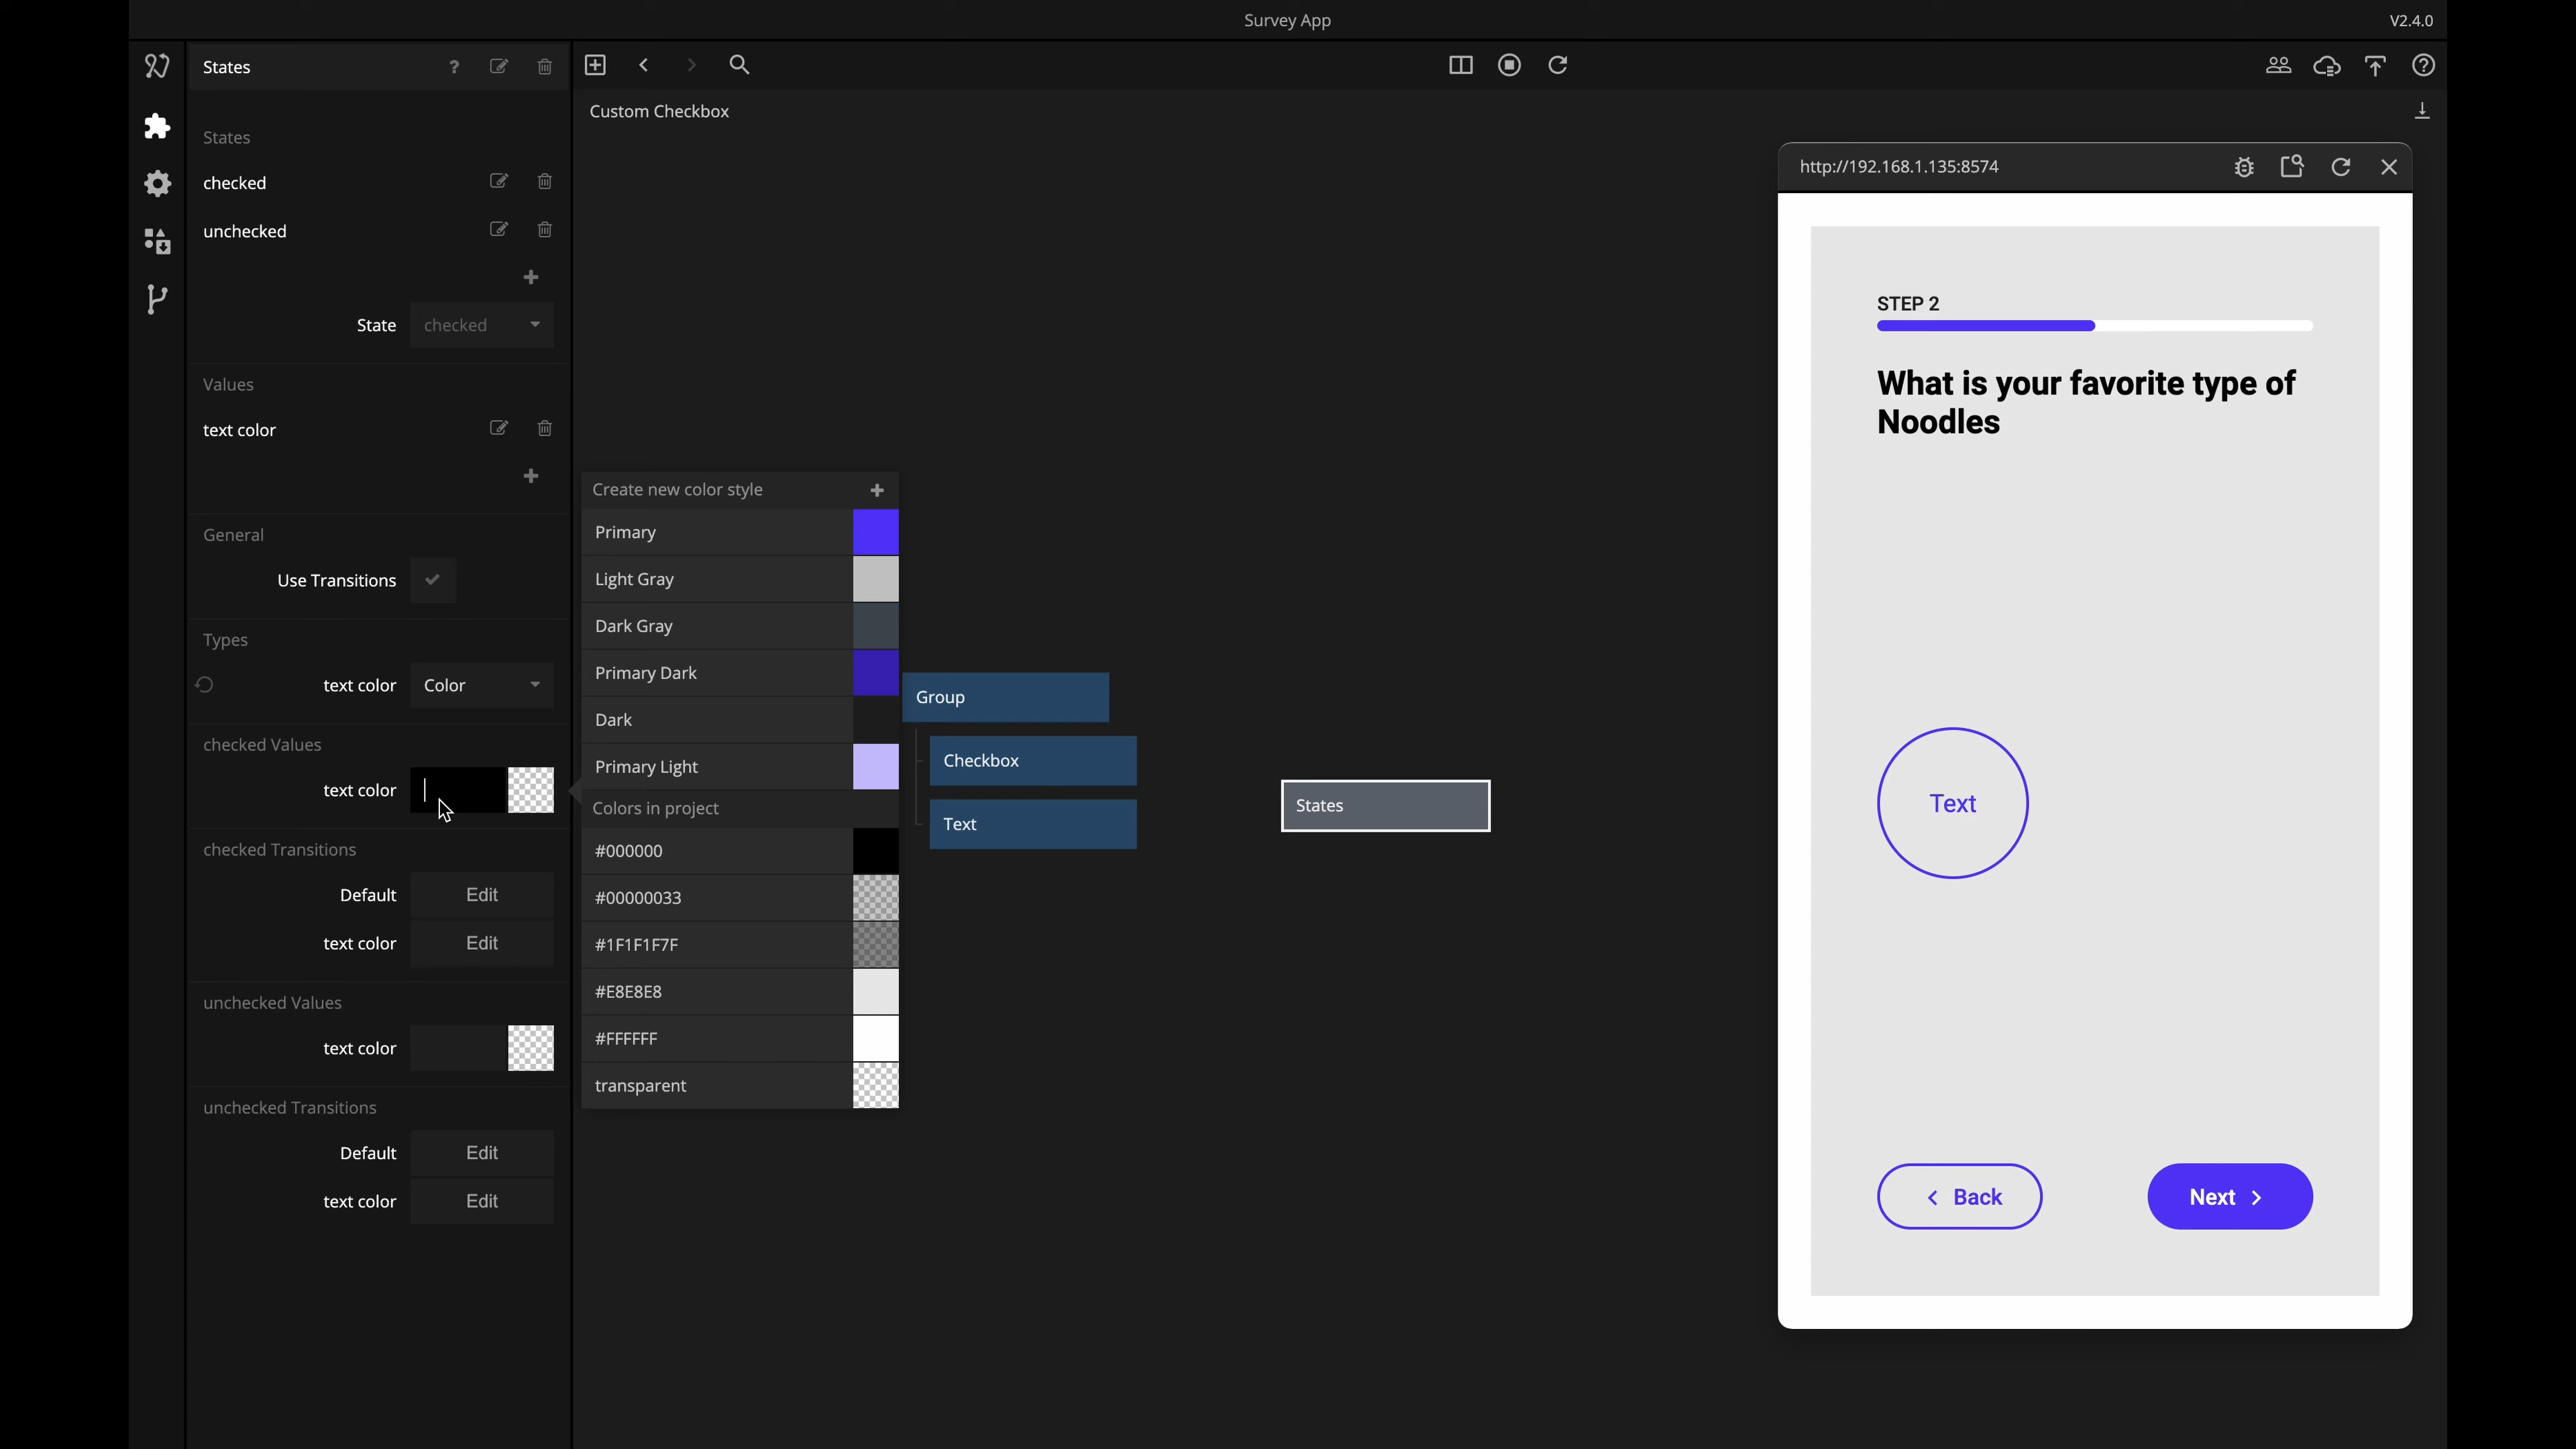 Survey App
V2.4.0
States
?
States
checked
unchecked
State
checked
Values
text color
General
Use Transitions
Types
text color
Color
checked Values
text color
checked Transitions
Default
Edit
text color
Edit
unchecked Values
text color
unchecked Transitions
Default
Edit
text color
Edit
Custom Checkbox
Create new color style
Primary
Light Gray
Dark Gray
Primary Dark
Dark
Primary Light
Colors in project
#000000
#00000033
#1F1F1F7F
#E8E8E8
#FFFFFF
transparent
Group
Checkbox
Text
States
http://192.168.1.135:8574
STEP 2
What is your favorite type of
Noodles
Text
Back
Next